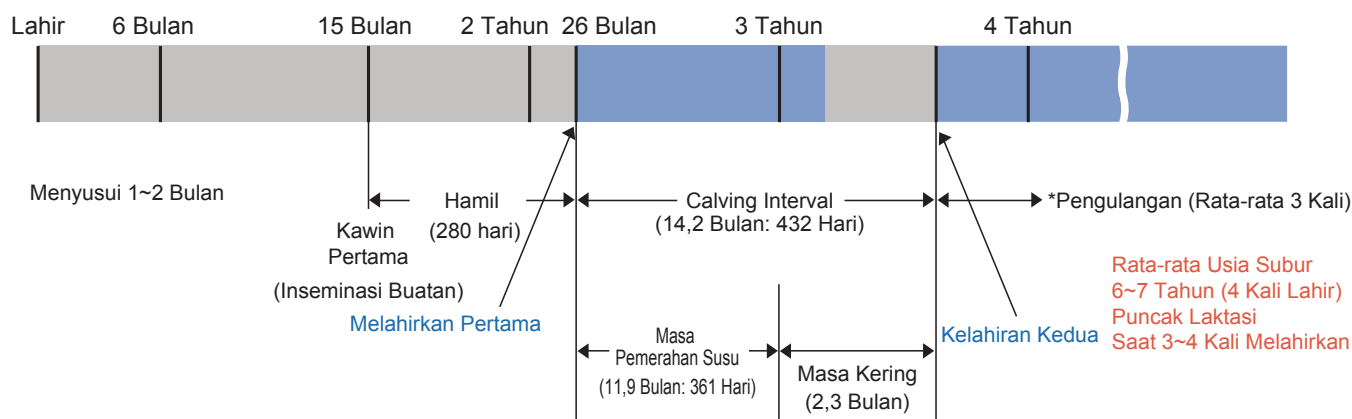 Lahir 6 Bulan 15 Bulan 2 Tahun 26 Bulan 3 Tahun 4 Tahun
Menyusui 1~2 Bulan
Hamil
(280 hari)
Calving Interval
(14,2 Bulan: 432 Hari)
*Pengulangan (Rata-rata 3 Kali)
Kawin
Pertama
(Inseminasi Buatan)
Melahirkan Pertama
Masa
Pemerahan Susu
(11,9 Bulan: 361 Hari)
Masa Kering
(2,3 Bulan)
Kelahiran Kedua
Rata-rata Usia Subur
6~7 Tahun (4 Kali Lahir)
Puncak Laktasi
Saat 3~4 Kali Melahirkan